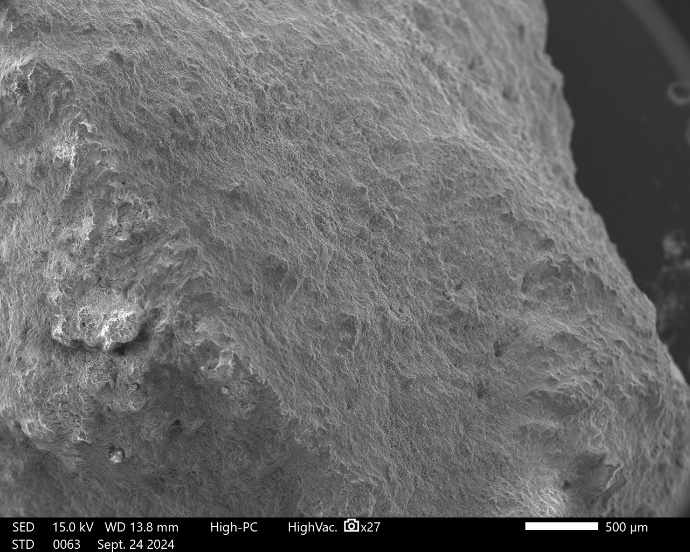 SED 15.0 kV WD 13.8 mm High-PC HighVac. x27 500 µm
STD 0063 Sept. 24 2024